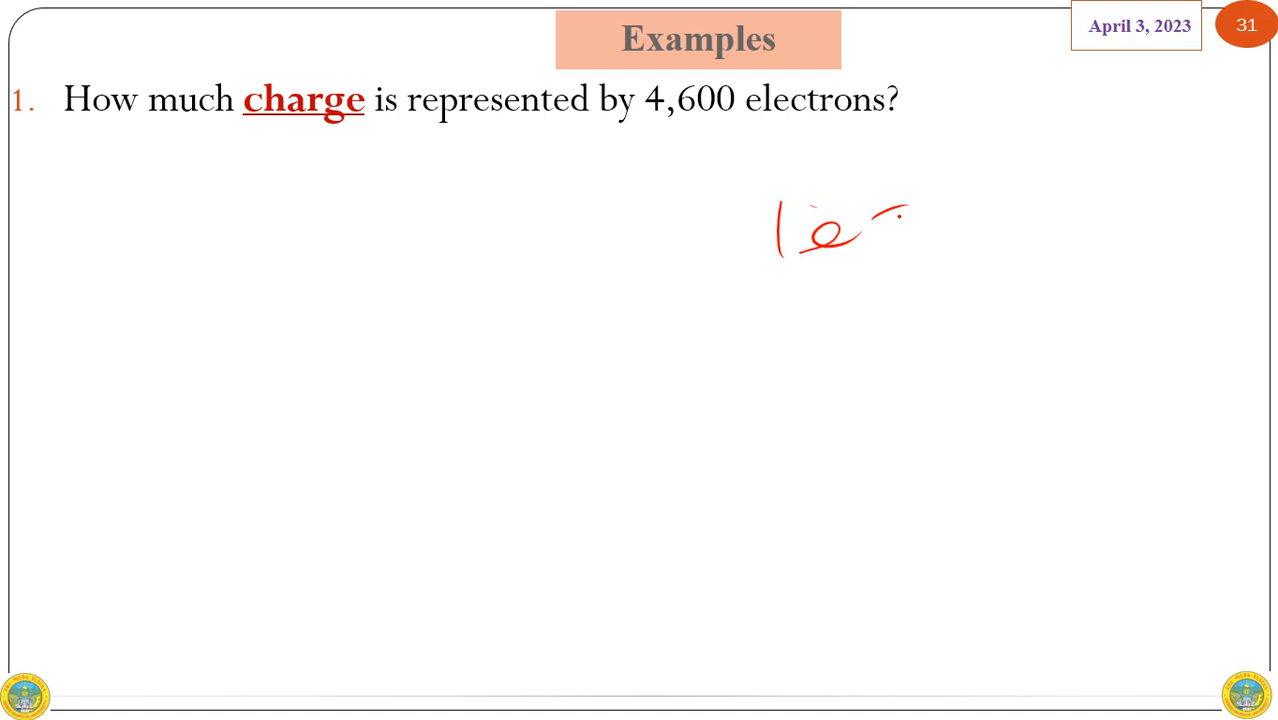 Examples
April 3, 2023
31
1. How much charge is represented by 4,600 electrons?
1e-